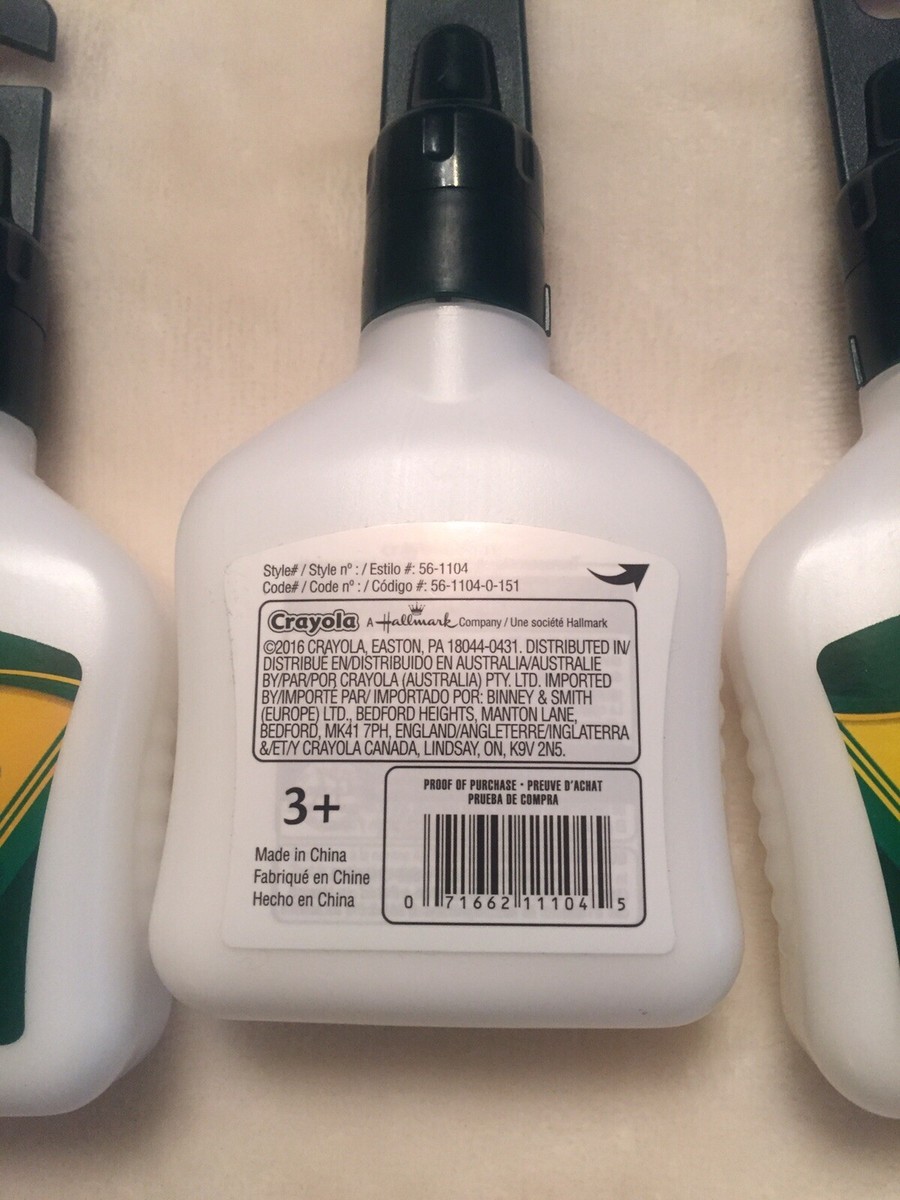 Style# / Style nº : / Estilo #: 56-1104
Code# / Code nº : / Código #: 56-1104-0-151
Crayola A Hallmark Company / Une société Hallmark
©2016 CRAYOLA, EASTON, PA 18044-0431. DISTRIBUTED IN/
DISTRIBUÉ EN/DISTRIBUIDO EN AUSTRALIA/AUSTRALIE
BY/PAR/POR CRAYOLA (AUSTRALIA) PTY. LTD. IMPORTED
BY/IMPORTÉ PAR/ IMPORTADO POR: BINNEY & SMITH
(EUROPE) LTD., BEDFORD HEIGHTS, MANTON LANE,
BEDFORD, MK41 7PH, ENGLAND/ANGLETERRE/INGLATERRA
&/ET/Y CRAYOLA CANADA, LINDSAY, ON, K9V 2N5.
3+
Made in China
Fabriqué en Chine
Hecho en China
PROOF OF PURCHASE • PREUVE D'ACHAT
PRUEBA DE COMPRA
0 71662 11104 5